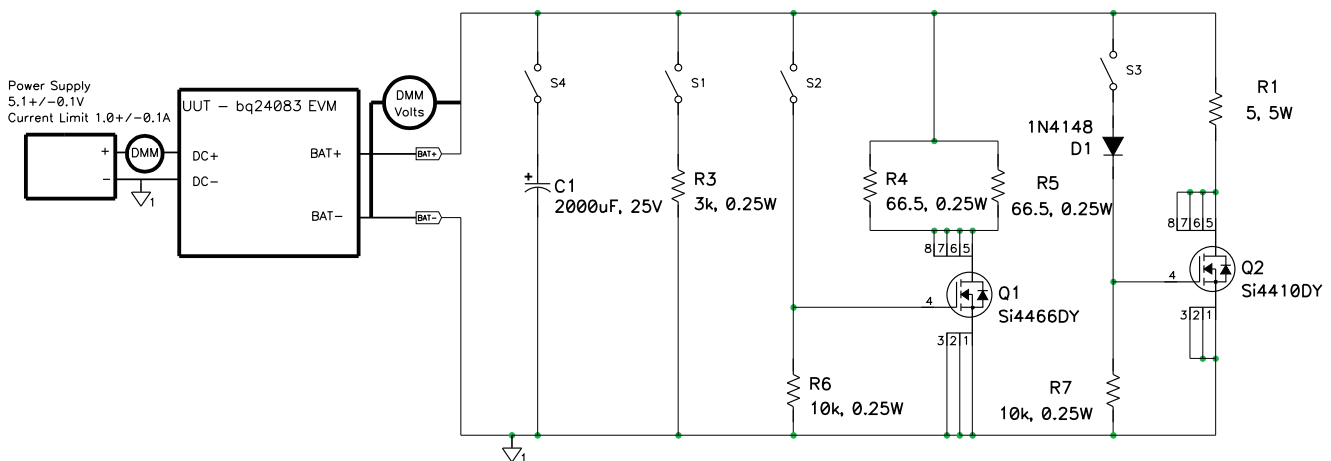 Power Supply
5.1+/-0.1V
Current Limit 1.0+/-0.1A
+
-
DMM
1
UUT - bq24083 EVM
DC+
DC-
BAT+
BAT-
DMM
Volts
BAT+
BAT-
S4
+
C1
2000uF, 25V
S1
R3
3k, 0.25W
S2
R4
66.5, 0.25W
R5
66.5, 0.25W
8 7 6 5
4
Q1
Si4466DY
3 2 1
R6
10k, 0.25W
S3
1N4148
D1
R1
5, 5W
8 7 6 5
4
Q2
Si4410DY
3 2 1
R7
10k, 0.25W
1